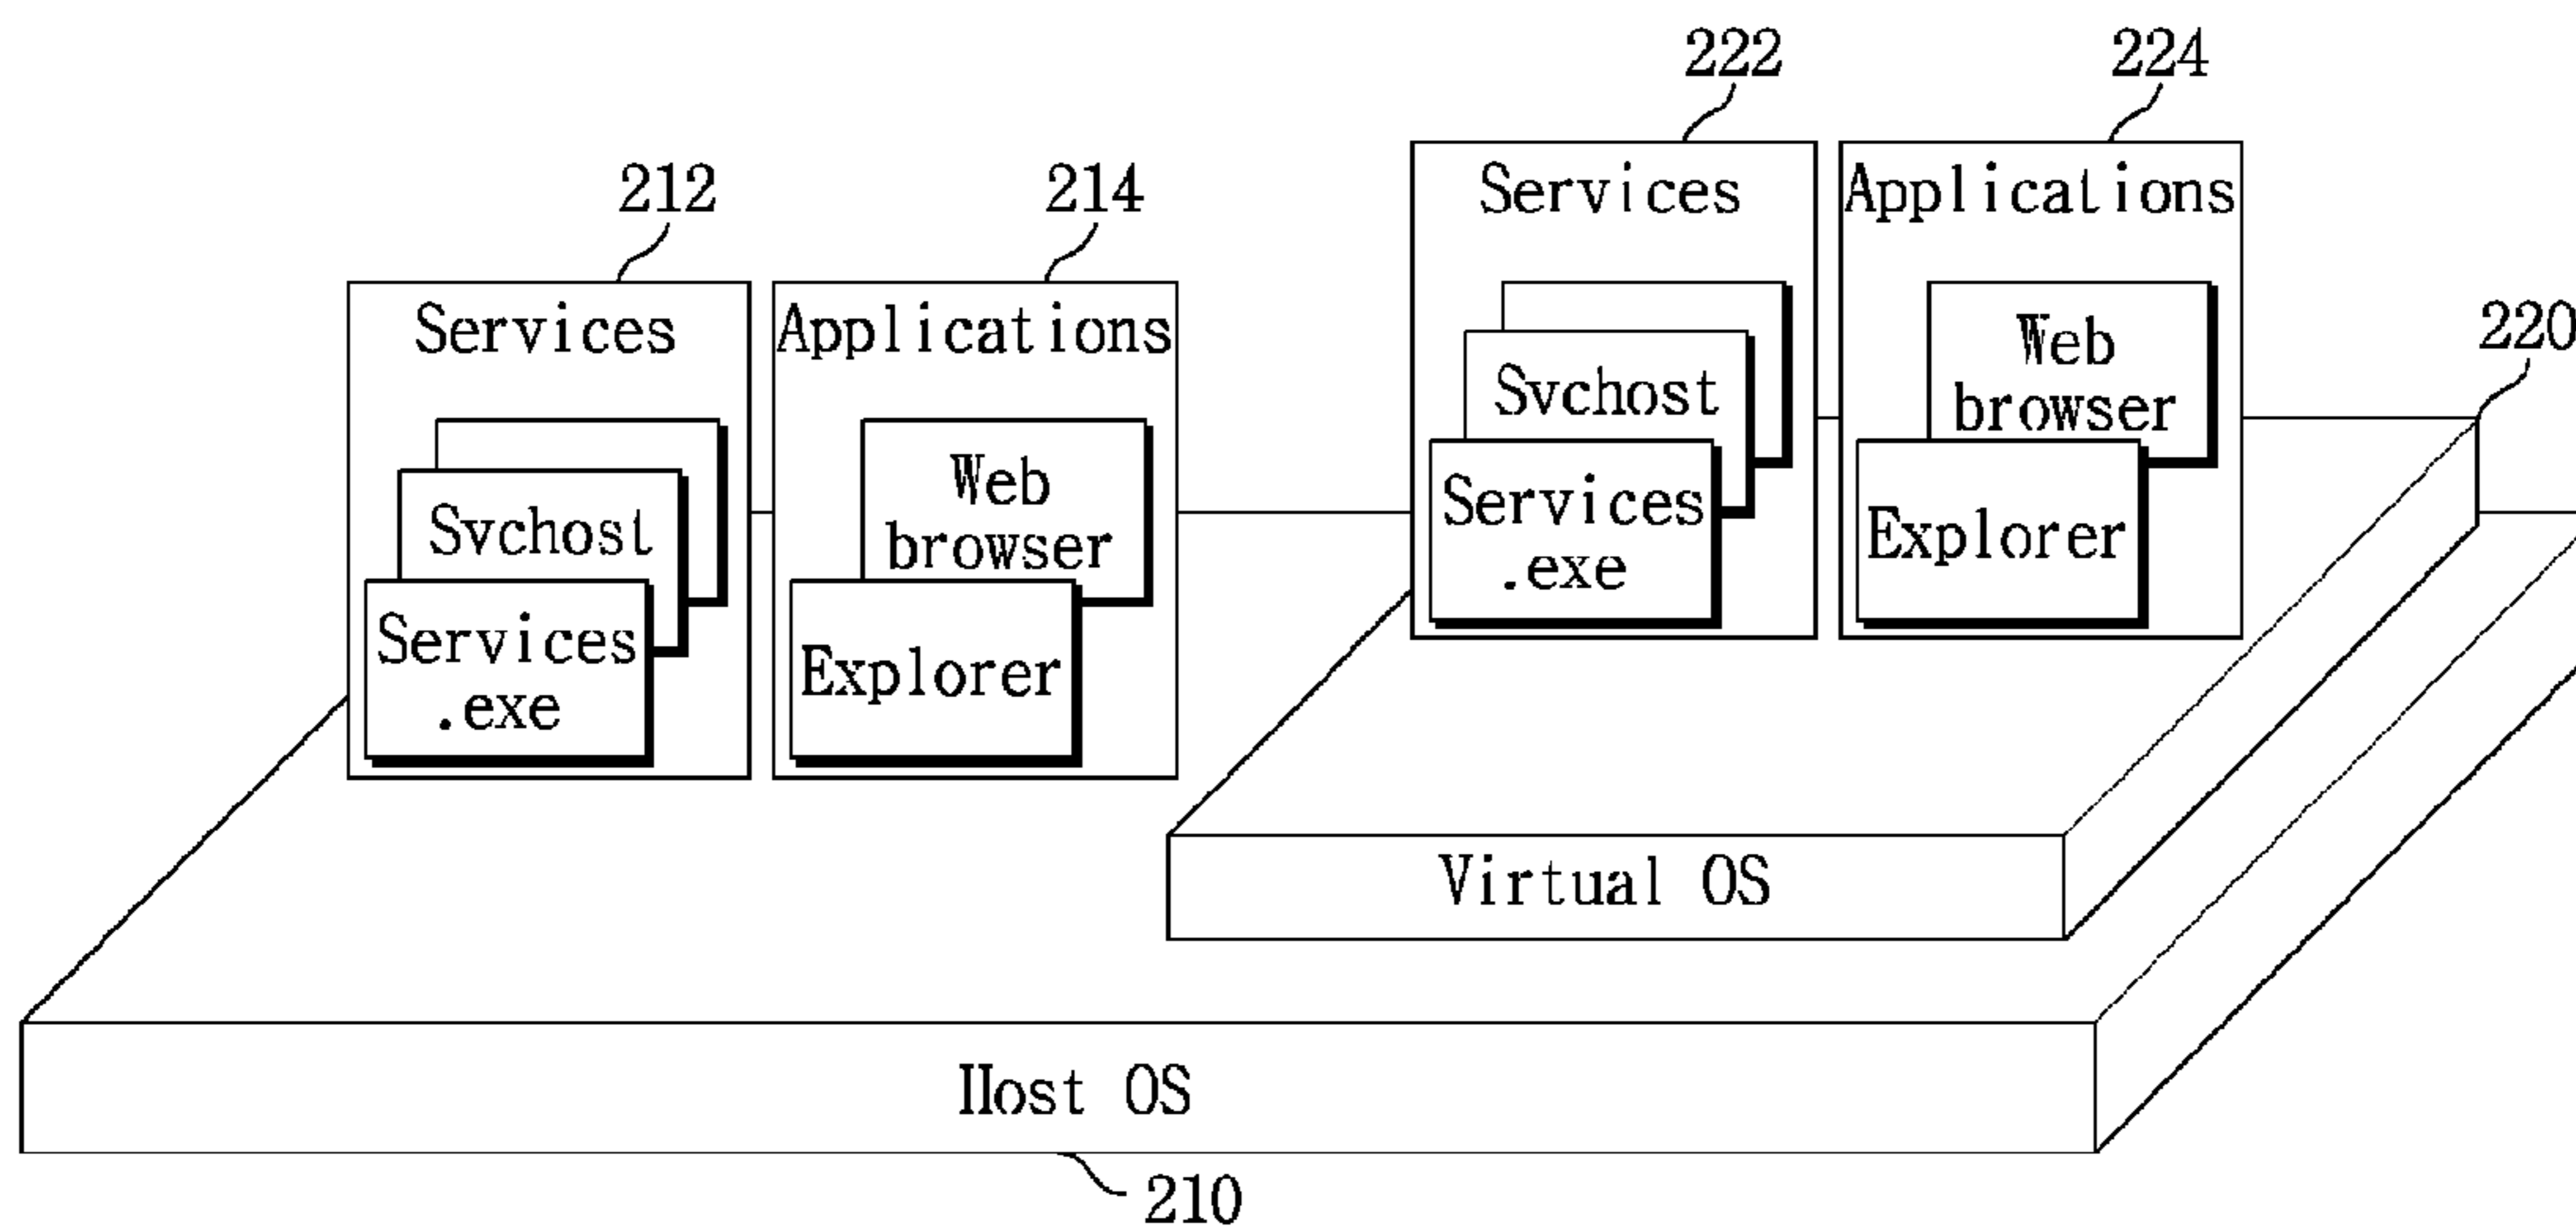 222
224
Services
Applications
212
214
Services
Applications
220
Web
browser
Svchost
Services
.exe
Explorer
Web
browser
Svchost
Services
.exe
Explorer
Virtual OS
Host OS
210